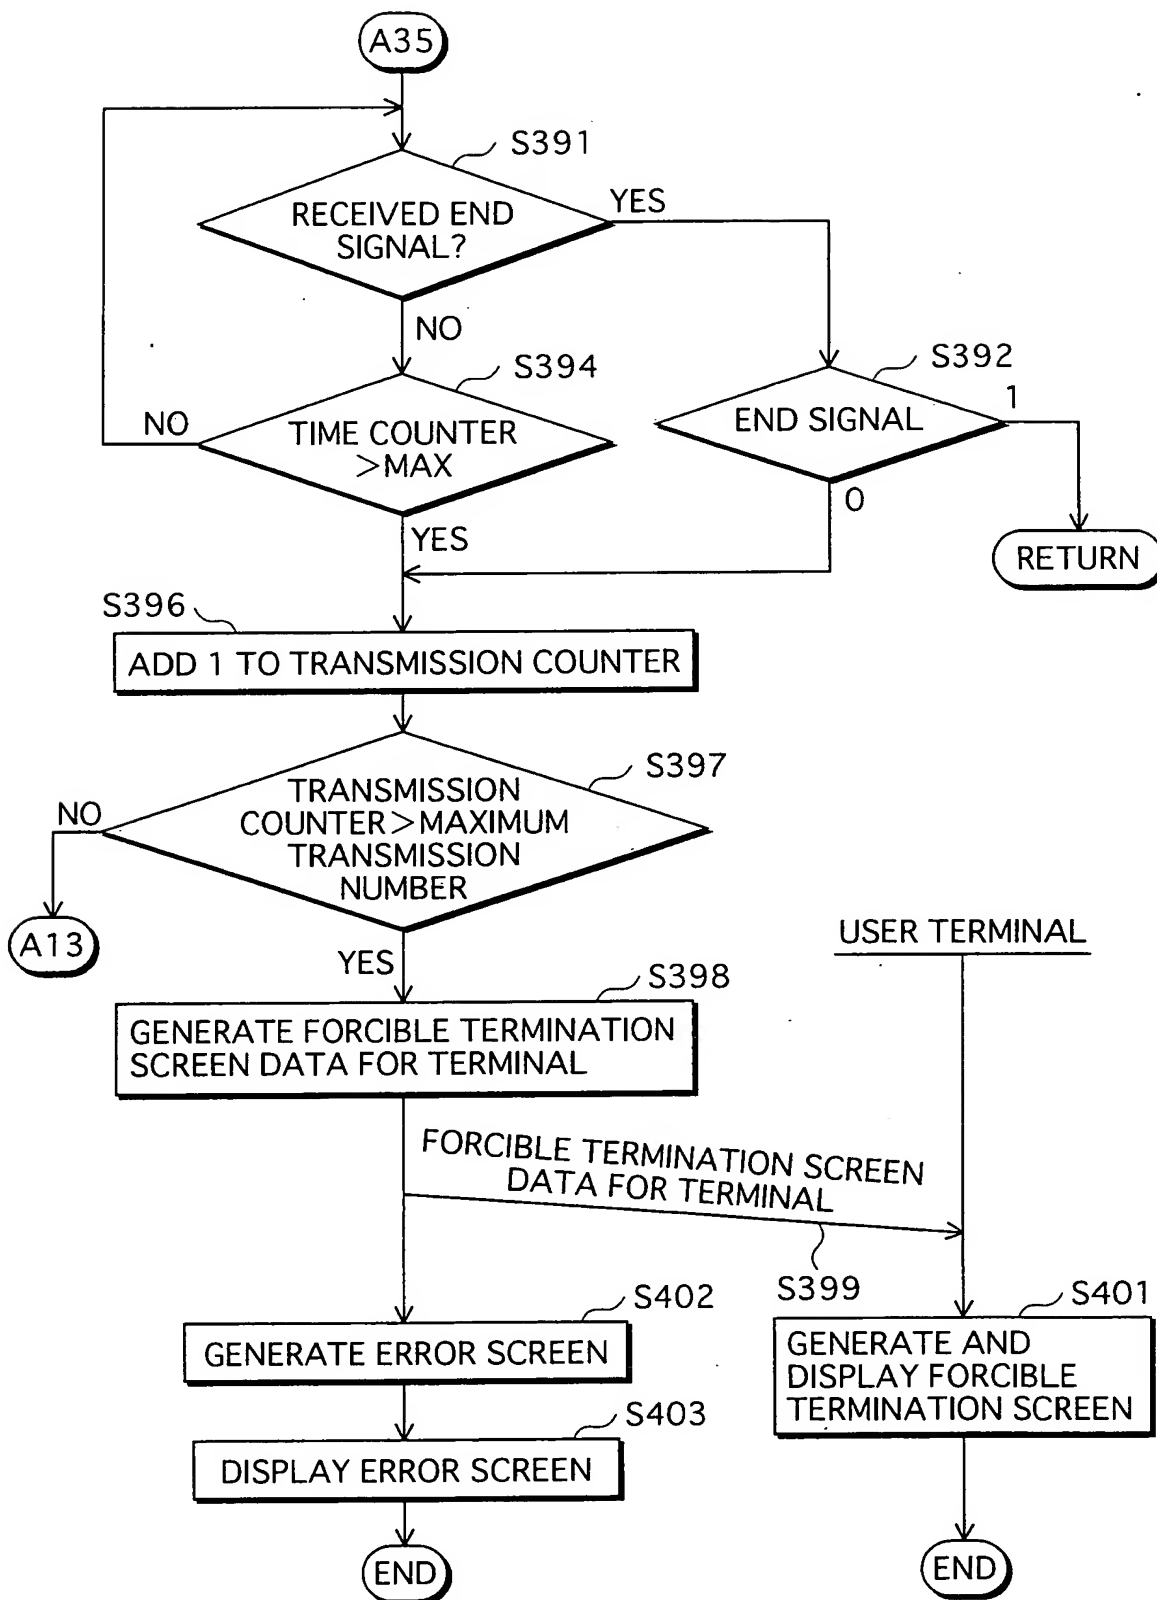 A35
S391
RECEIVED END
SIGNAL?
YES
NO
S394
S392
NO
TIME COUNTER
>MAX
END SIGNAL
1
0
YES
RETURN
S396
ADD 1 TO TRANSMISSION COUNTER
S397
TRANSMISSION
COUNTER>MAXIMUM
TRANSMISSION
NUMBER
NO
A13
YES
USER TERMINAL
S398
GENERATE FORCIBLE TERMINATION
SCREEN DATA FOR TERMINAL
FORCIBLE TERMINATION SCREEN
DATA FOR TERMINAL
S399
S402
S401
GENERATE ERROR SCREEN
GENERATE AND
DISPLAY FORCIBLE
TERMINATION SCREEN
S403
DISPLAY ERROR SCREEN
END
END